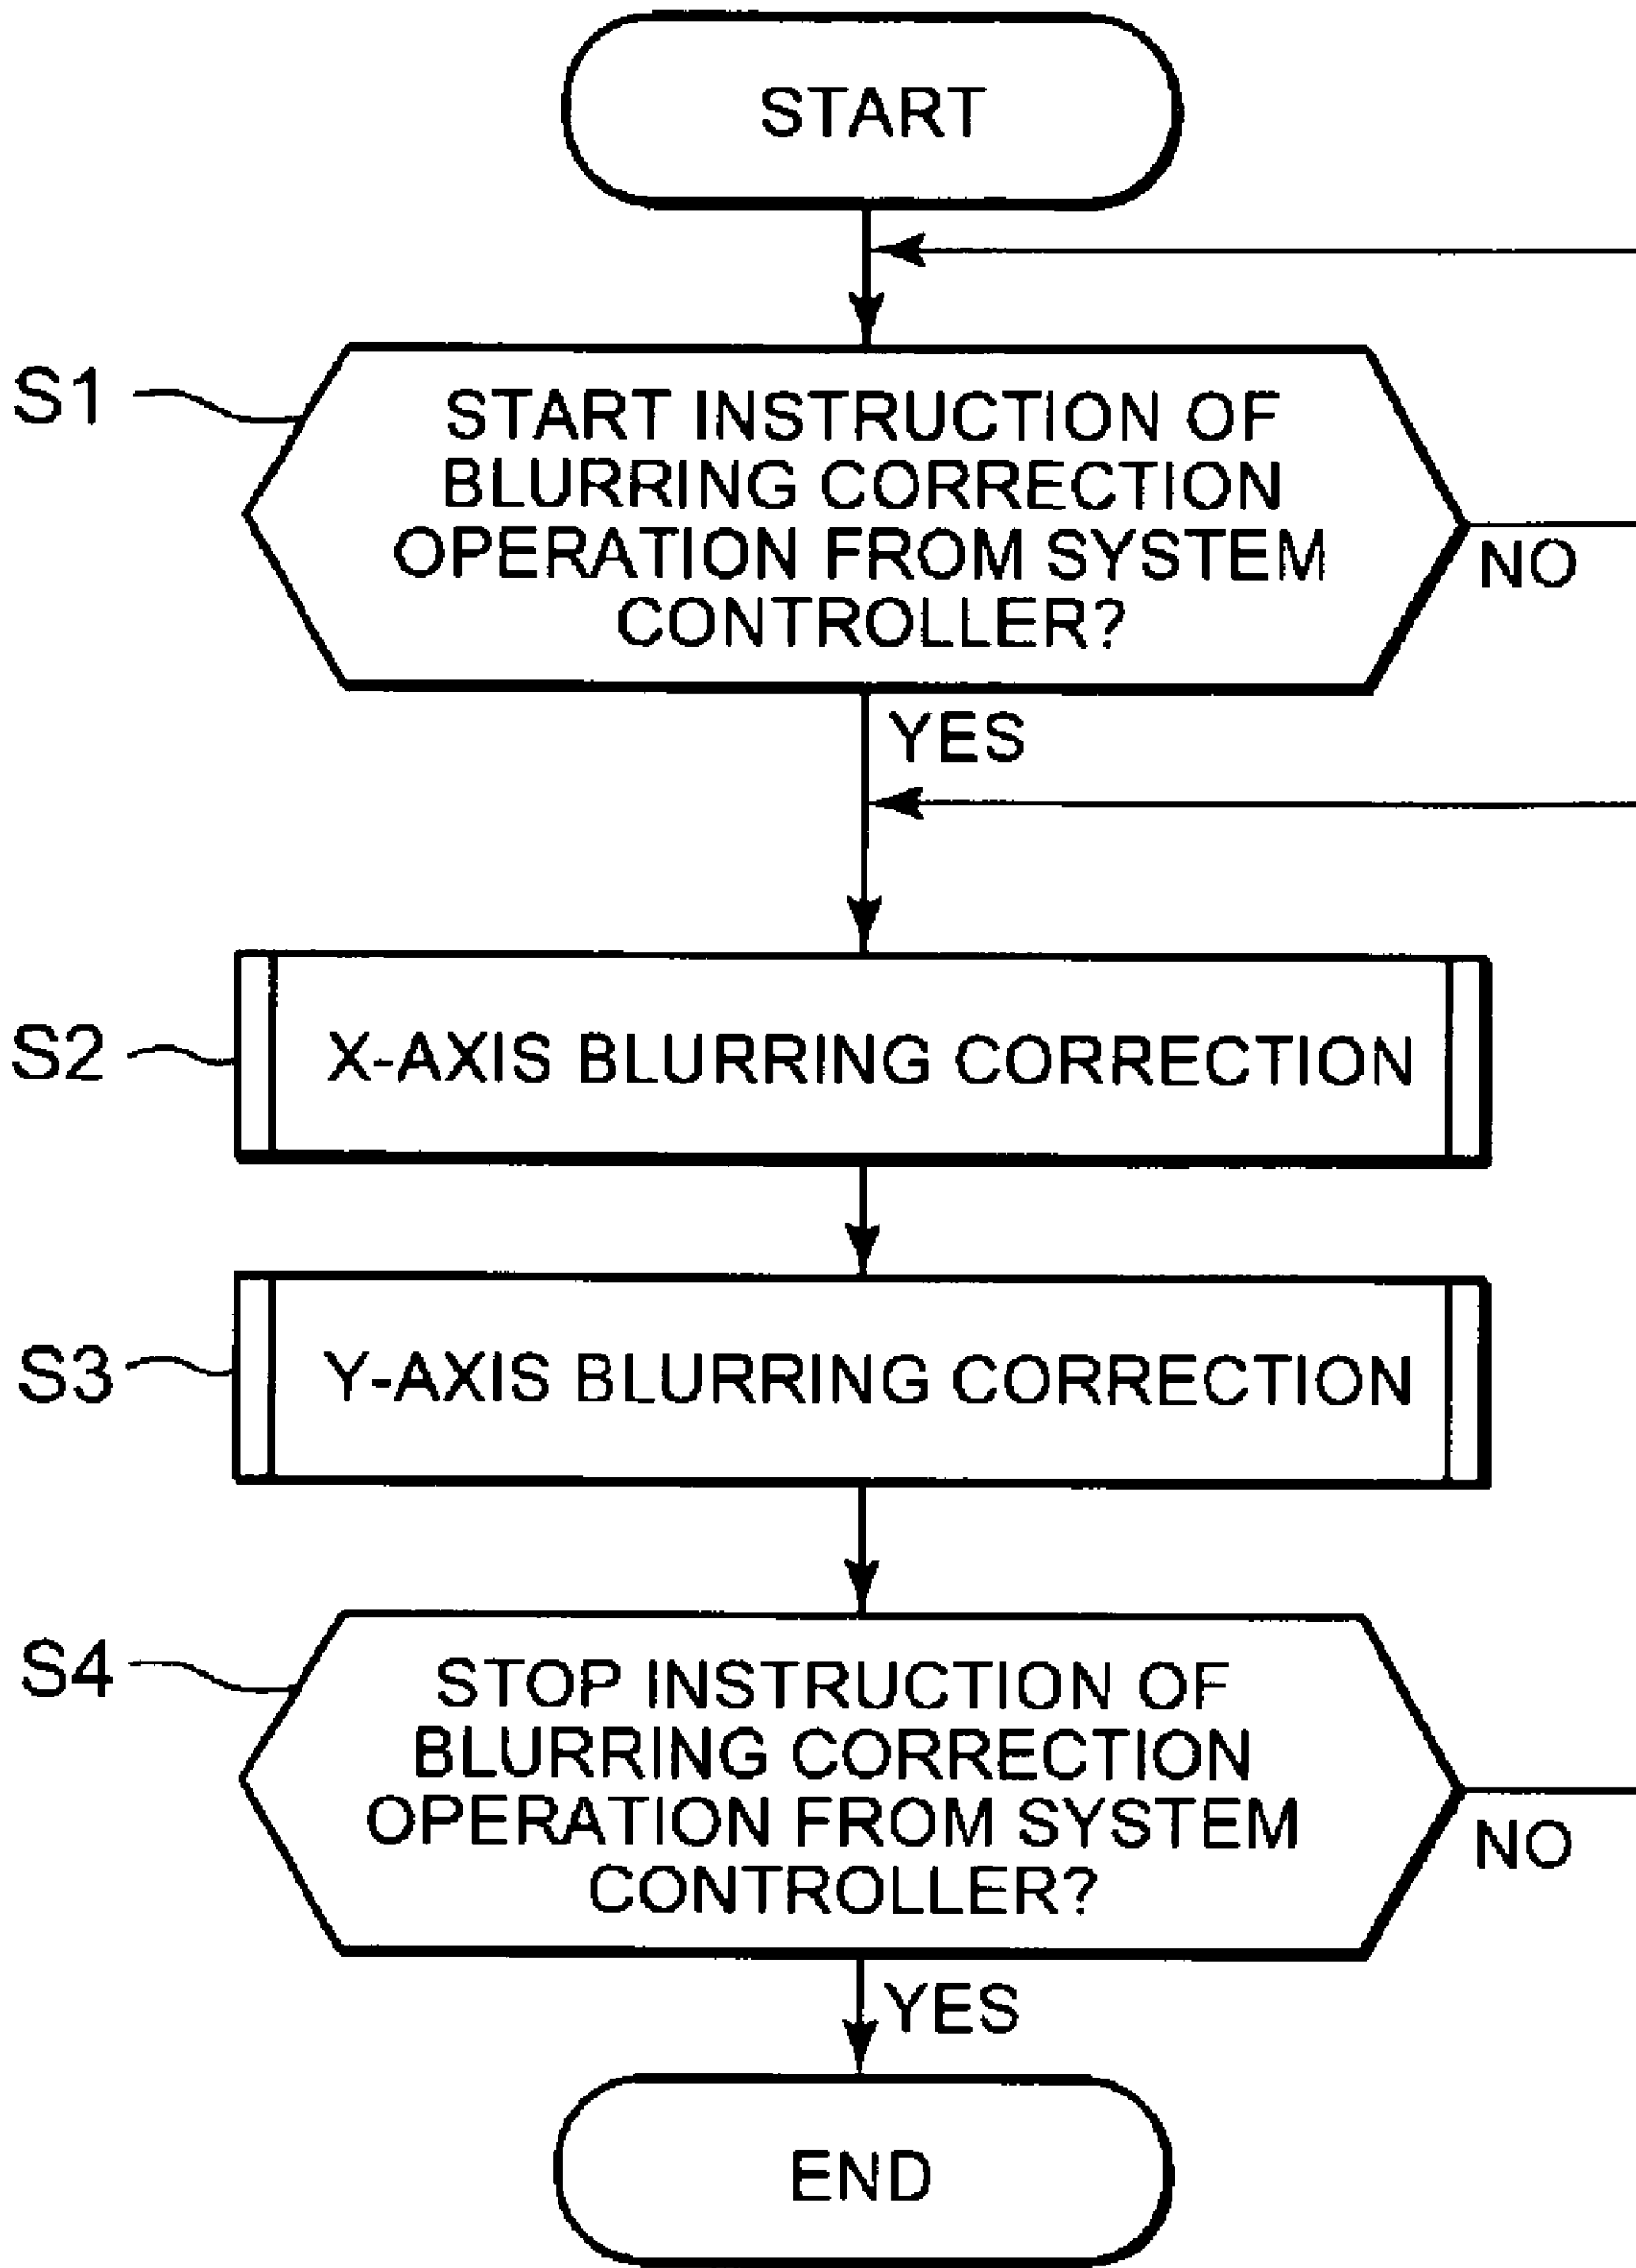 START
S1
START INSTRUCTION OF
BLURRING CORRECTION
OPERATION FROM SYSTEM
CONTROLLER?
NO
YES
S2
X-AXIS BLURRING CORRECTION
S3
Y-AXIS BLURRING CORRECTION
S4
STOP INSTRUCTION OF
BLURRING CORRECTION
OPERATION FROM SYSTEM
CONTROLLER?
NO
YES
END